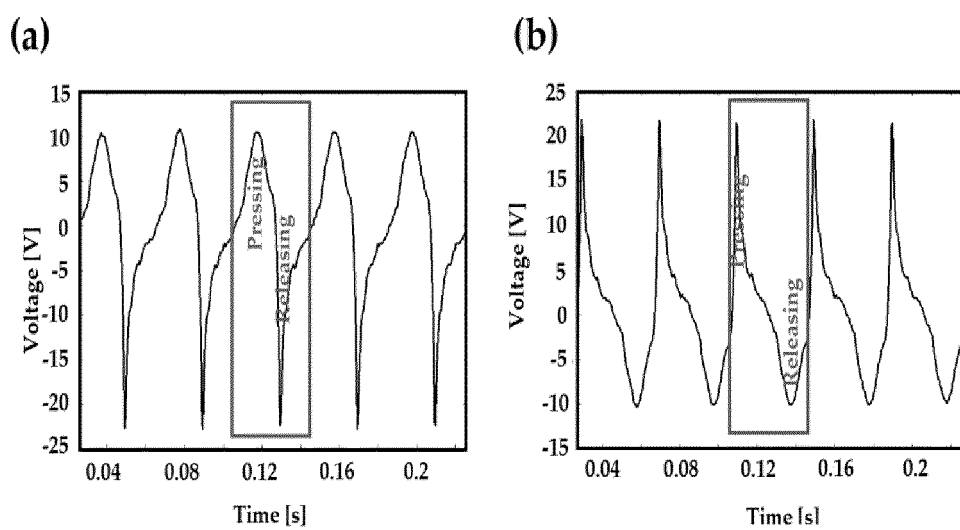 (a)
15
10
5
0
-5
-10
-15
-20
-25
Voltage [V]
Pressing
Releasing
0.04
0.08
0.12
0.16
0.2
Time [s]
(b)
25
20
15
10
5
0
-5
-10
-15
Voltage [V]
Pressing
Releasing
0.04
0.08
0.12
0.16
0.2
Time [s]